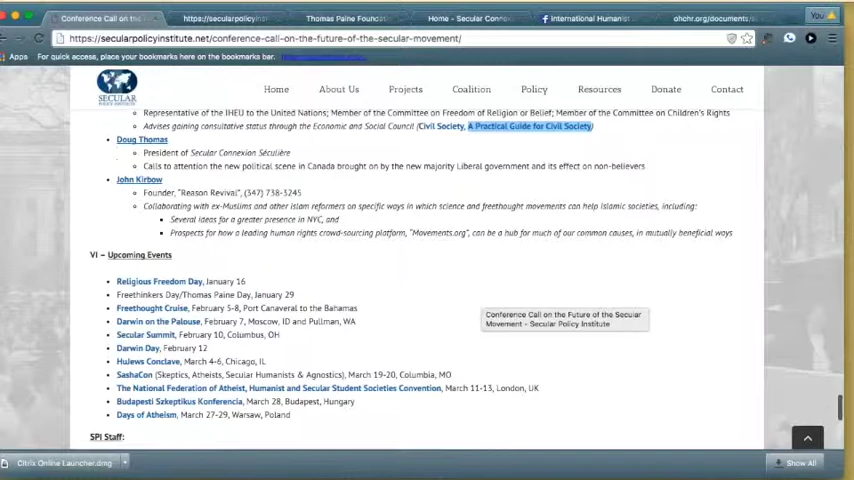 Conference Call on the
https://secularpolicyinst
Thomas Paine Found
Home - Secular Conne
International Humanist
ohchr.org/documents/
You
https://secularpolicyinstitute.net/conference-call-on-the-future-of-the-secular-movement/
Apps For quick access, place your bookmarks here on the bookmarks bar.
SECULAR
POLICY
INSTITUTE
Home About Us Projects Coalition Policy Resources Donate Contact
Representative of the IHEU to the United Nations; Member of the Committee on Freedom of Religion or Belief; Member of the Committee on Children's Rights
Advises gaining consultative status through the Economic and Social Council (Civil Society, A Practical Guide for Civil Society)
Doug Thomas
President of Secular Connexion Séculière
Calls to attention the new political scene in Canada brought on by the new majority Liberal government and its effect on non-believers
John Kirbow
Founder, "Reason Revival", (347) 738-3245
Collaborating with ex-Muslims and other islam reformers on specific ways in which science and freethought movements can help Islamic societies, including:
Several ideas for a greater presence in NYC, and
Prospects for how a leading human rights crowd-sourcing platform, "Movements.org", can be a hub for much of our common causes, in mutually beneficial ways
VI – Upcoming Events
Religious Freedom Day, January 16
Freethinkers Day/Thomas Paine Day, January 29
Freethought Cruise, February 5-8, Port Canaveral to the Bahamas
Darwin on the Palouse, February 7, Moscow, ID and Pullman, WA
Secular Summit, February 10, Columbus, OH
Darwin Day, February 12
HuJews Conclave, March 4-6, Chicago, IL
SashaCon (Skeptics, Atheists, Secular Humanists & Agnostics), March 19-20, Columbia, MO
The National Federation of Atheist, Humanist and Secular Student Societies Convention, March 11-13, London, UK
Budapesti Szkeptikus Konferencia, March 28, Budapest, Hungary
Days of Atheism, March 27-29, Warsaw, Poland
Conference Call on the Future of the Secular
Movement – Secular Policy Institute
SPI Staff:
Citrix Online Launcher.dmg
Show All